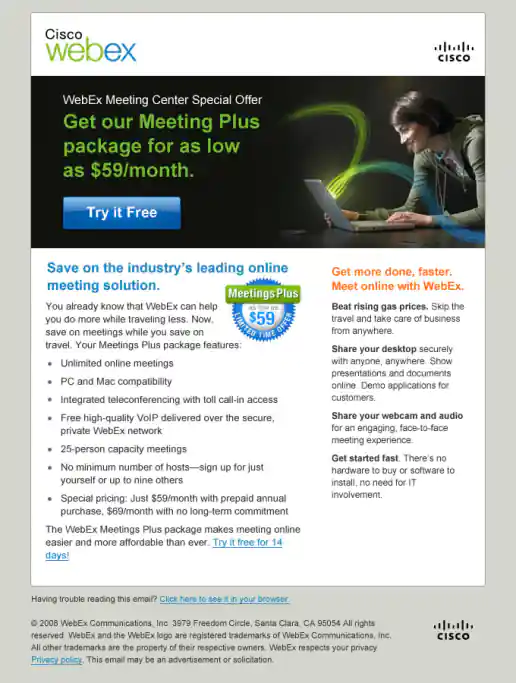 Cisco
webex
CISCO
WebEx Meeting Center Special Offer
Get our Meeting Plus
package for as low
as $59/month.
Try it Free
Save on the industry's leading online
meeting solution.
You already know that WebEx can help
you do more while traveling less. Now,
save on meetings while you save on
travel. Your Meetings Plus package features:
MeetingsPlus
AS LOW AS
$59
LIMITED TIME OFFER
• Unlimited online meetings
• PC and Mac compatibility
• Integrated teleconferencing with toll call-in access
• Free high-quality VoIP delivered over the secure,
private WebEx network
• 25-person capacity meetings
• No minimum number of hosts—sign up for just
yourself or up to nine others
• Special pricing: Just $59/month with prepaid annual
purchase, $69/month with no long-term commitment
The WebEx Meetings Plus package makes meeting online
easier and more affordable than ever. Try it free for 14
days!
Get more done, faster.
Meet online with WebEx.
Beat rising gas prices. Skip the
travel and take care of business
from anywhere.
Share your desktop securely
with anyone, anywhere. Show
presentations and documents
online. Demo applications for
customers.
Share your webcam and audio
for an engaging, face-to-face
meeting experience.
Get started fast. There's no
hardware to buy or software to
install, no need for IT
involvement.
Having trouble reading this email? Click here to see it in your browser.
© 2008 WebEx Communications, Inc. 3979 Freedom Circle, Santa Clara, CA 95054 All rights
reserved. WebEx and the WebEx logo are registered trademarks of WebEx Communications, Inc.
All other trademarks are the property of their respective owners. WebEx respects your privacy
Privacy policy. This email may be an advertisement or solicitation.
CISCO